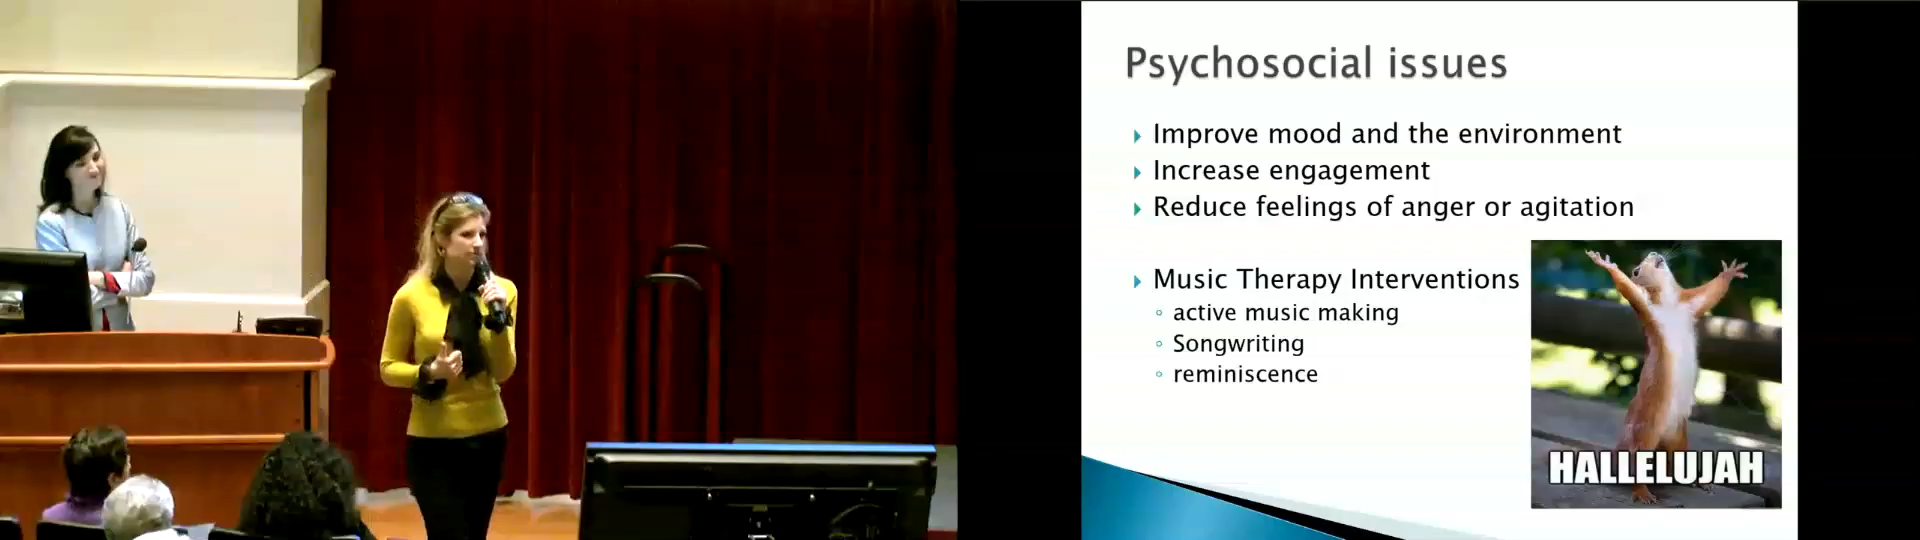 Psychosocial issues
Improve mood and the environment
Increase engagement
Reduce feelings of anger or agitation
Music Therapy Interventions
active music making
Songwriting
reminiscence
HALLELUJAH